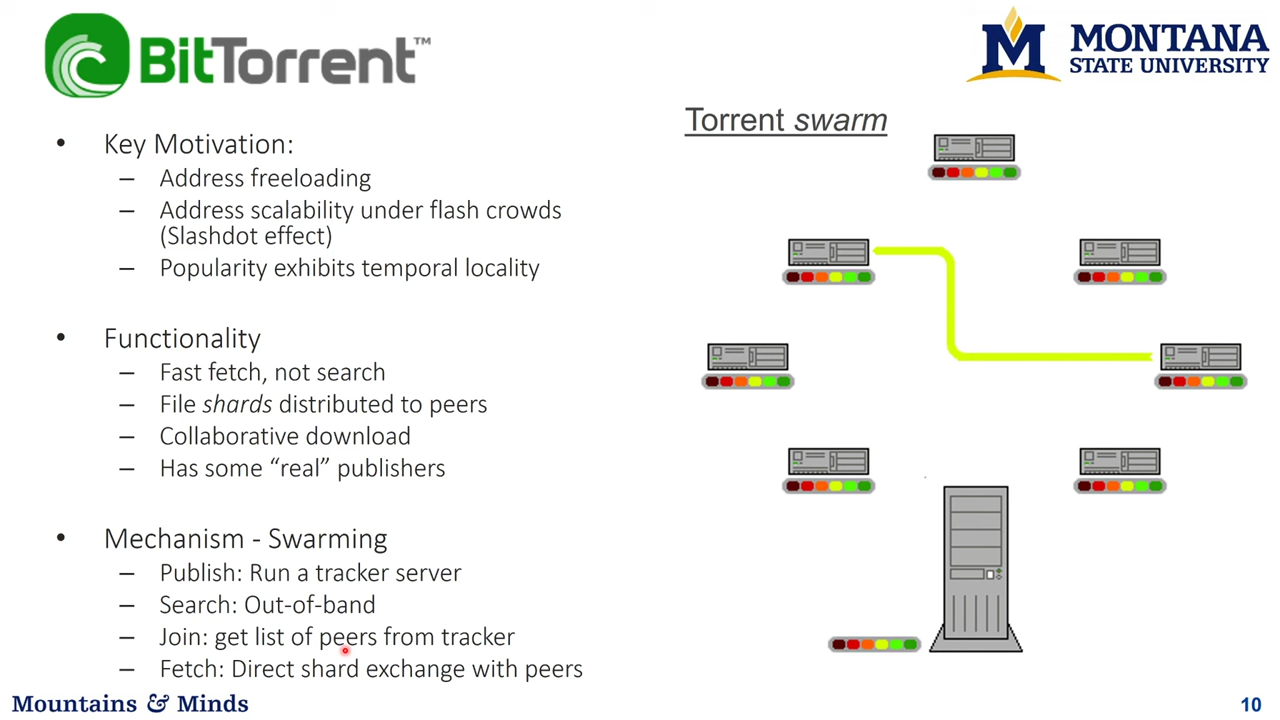 BitTorrent™
MONTANA
STATE UNIVERSITY
• Key Motivation:
– Address freeloading
– Address scalability under flash crowds
(Slashdot effect)
– Popularity exhibits temporal locality
• Functionality
– Fast fetch, not search
– File shards distributed to peers
– Collaborative download
– Has some “real” publishers
• Mechanism - Swarming
– Publish: Run a tracker server
– Search: Out-of-band
– Join: get list of peers from tracker
– Fetch: Direct shard exchange with peers
Torrent swarm
Mountains & Minds
10